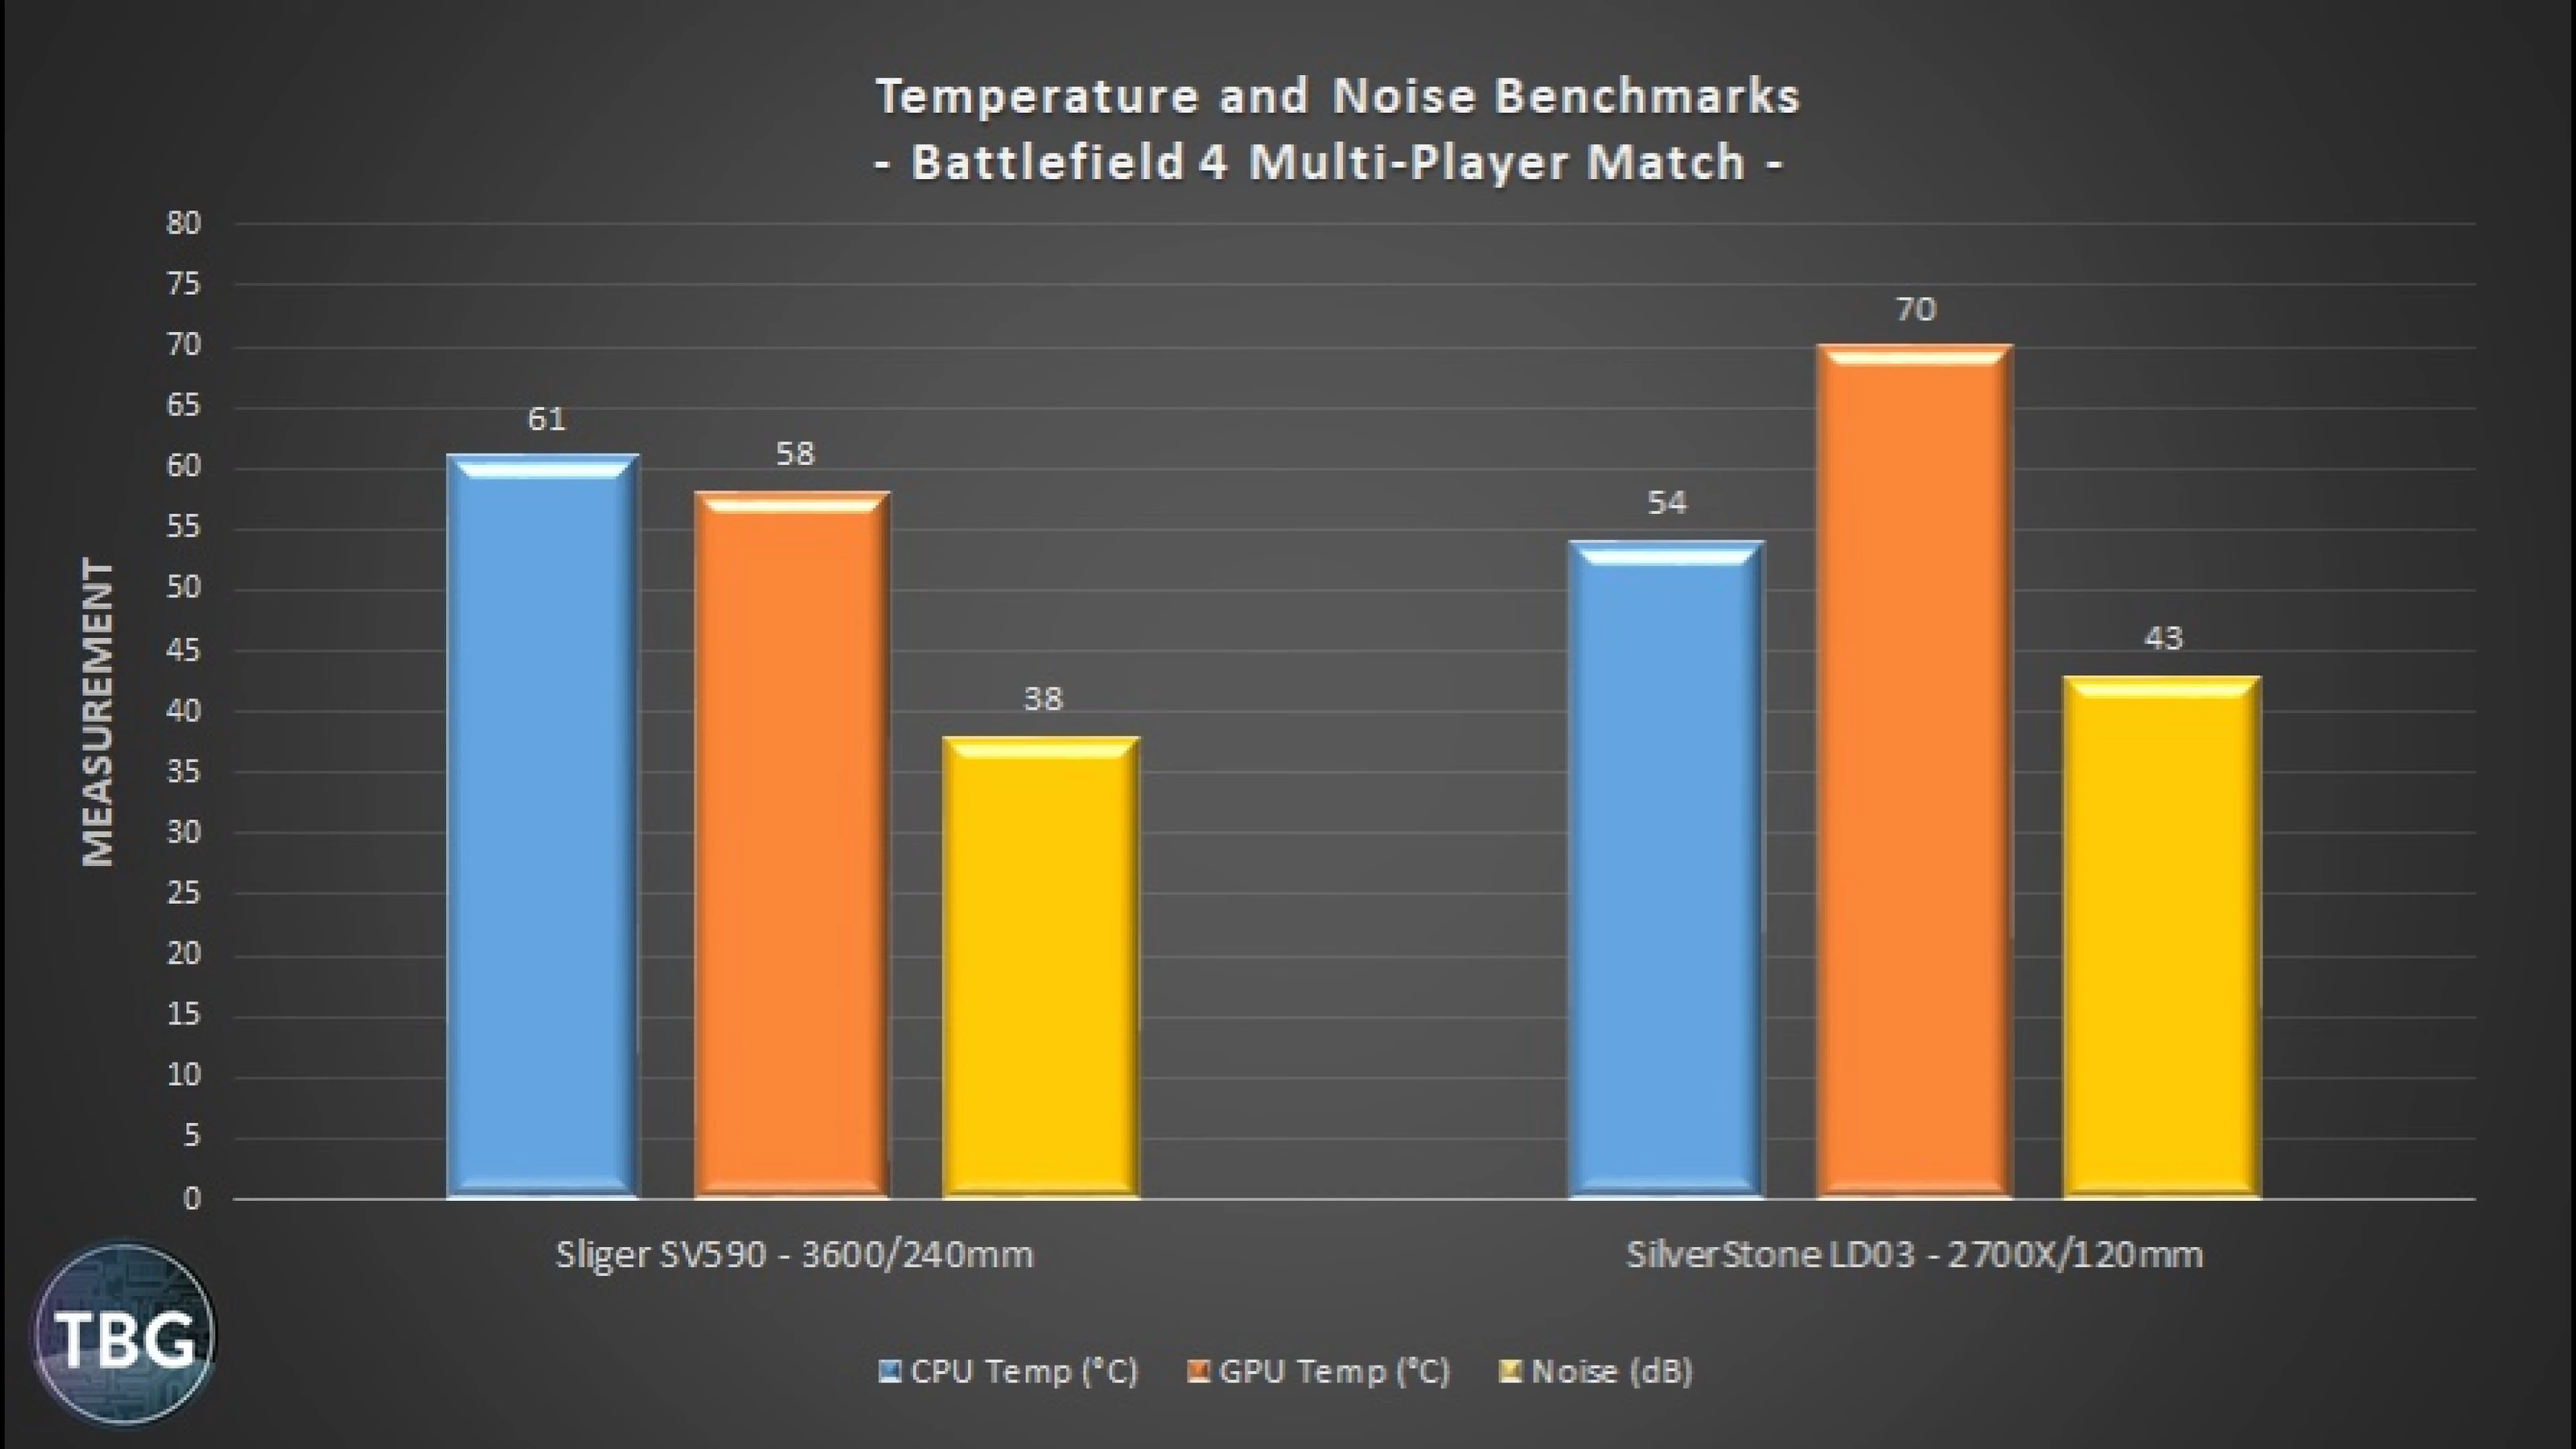 Temperature and Noise Benchmarks
- Battlefield 4 Multi-Player Match -
80
75
70
65
60
55
50
45
40
35
30
25
20
15
10
5
0
MEASUREMENT
61
58
38
54
70
43
Sliger SV590 - 3600/240mm
SilverStone LD03 - 2700X/120mm
CPU Temp (°C)
GPU Temp (°C)
Noise (dB)
TBG